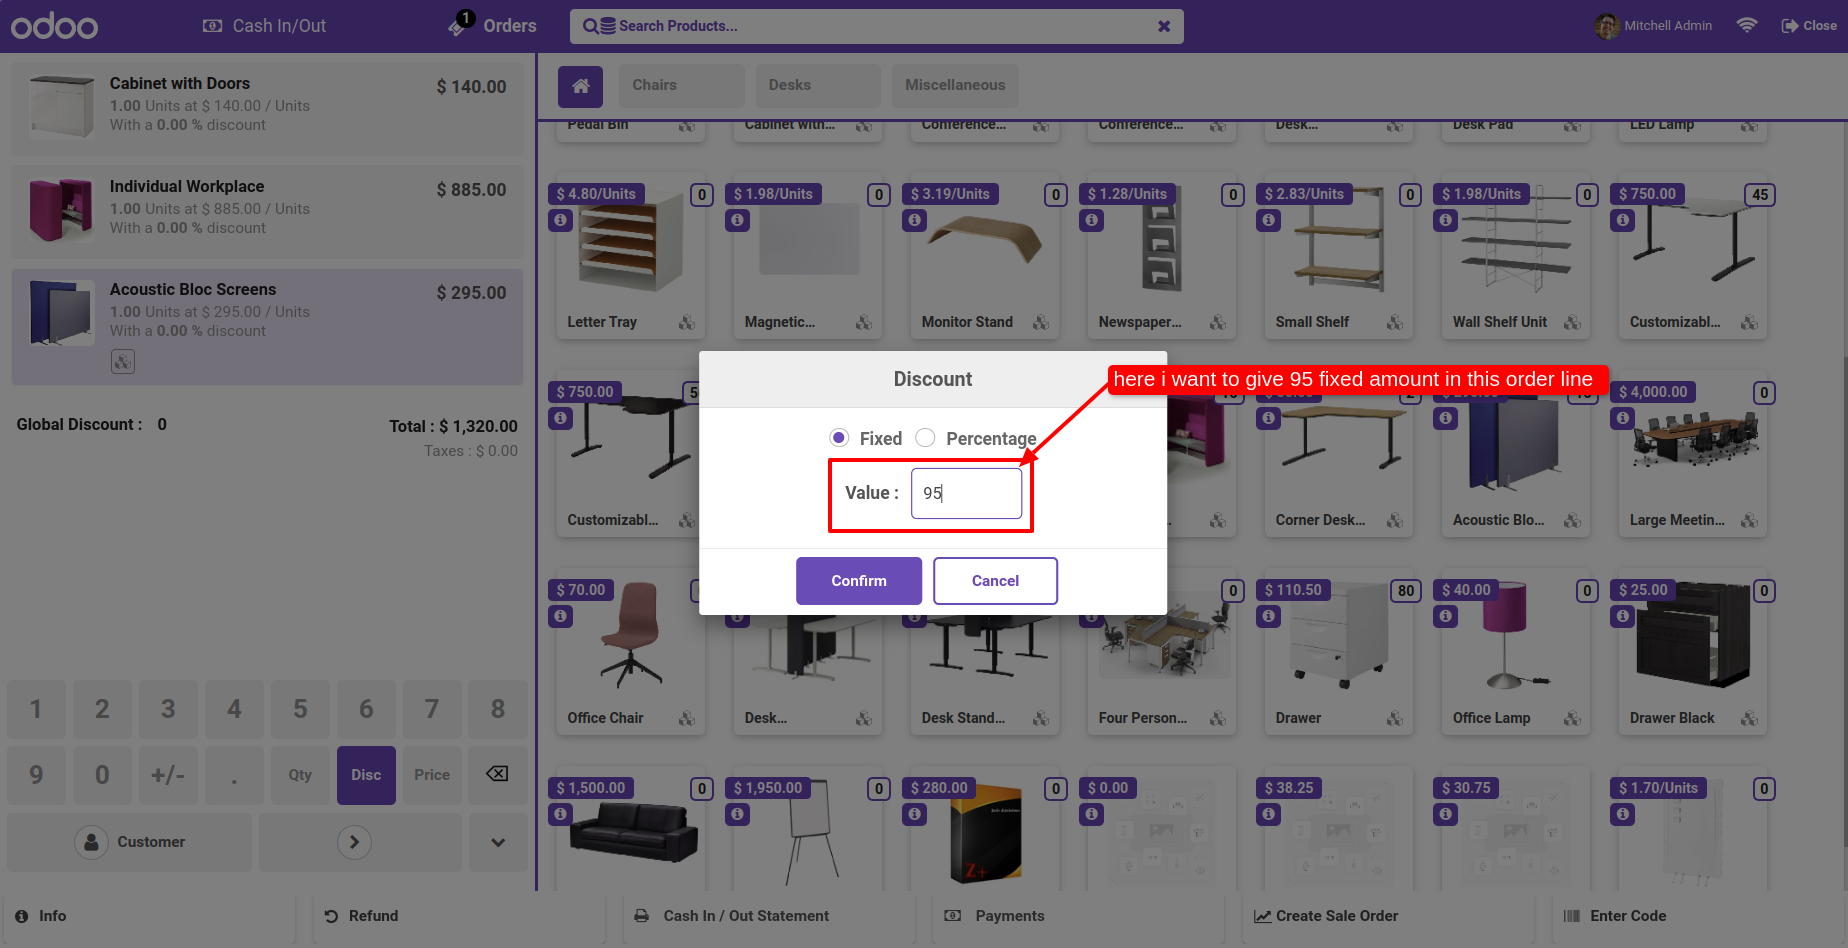 odoo
Cash In/Out
1
Orders
Search Products...
Mitchell Admin
Close
Cabinet with Doors
$ 140.00
1.00 Units at $ 140.00 / Units
With a 0.00 % discount
Individual Workplace
$ 885.00
1.00 Units at $ 885.00 / Units
With a 0.00 % discount
Acoustic Bloc Screens
$ 295.00
1.00 Units at $ 295.00 / Units
With a 0.00 % discount
Global Discount : 0
Total : $ 1,320.00
Taxes : $ 0.00
1 2 3 4 5 6 7 8
9 0 +/- . Qty Disc Price
Customer
Chairs
Desks
Miscellaneous
Pedal Bin
Cabinet with...
Conference...
Conference...
Desk...
Desk Pad
LED Lamp
$ 4.80/Units 0
$ 1.98/Units 0
$ 3.19/Units 0
$ 1.28/Units 0
$ 2.83/Units 0
$ 1.98/Units 0
$ 750.00 45
Letter Tray
Magnetic...
Monitor Stand
Newspaper...
Small Shelf
Wall Shelf Unit
Customizabl...
Discount
here i want to give 95 fixed amount in this order line
Fixed
Percentage
Value :
95
Confirm
Cancel
$ 750.00
$ 4,000.00 0
Customizabl...
Corner Desk...
Acoustic Blo...
Large Meetin...
$ 70.00
0
$ 110.50 80
$ 40.00 0
$ 25.00 0
Office Chair
Desk...
Desk Stand...
Four Person...
Drawer
Office Lamp
Drawer Black
$ 1,500.00 0
$ 1,950.00 0
$ 280.00 0
$ 0.00
$ 38.25
$ 30.75
$ 1.70/Units 0
Z+
Info
Refund
Cash In / Out Statement
Payments
Create Sale Order
Enter Code